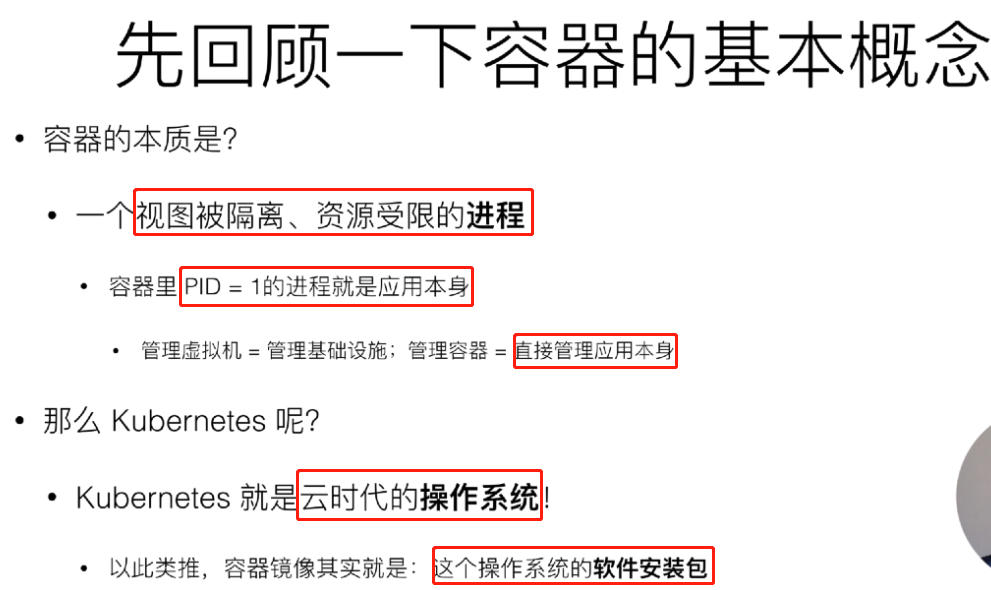 先回顾一下容器的基本概念
• 容器的本质是？
• 一个视图被隔离、资源受限的进程
• 容器里 PID = 1的进程就是应用本身
• 管理虚拟机 = 管理基础设施；管理容器 = 直接管理应用本身
• 那么 Kubernetes 呢？
• Kubernetes 就是云时代的操作系统！
• 以此类推，容器镜像其实就是：这个操作系统的软件安装包